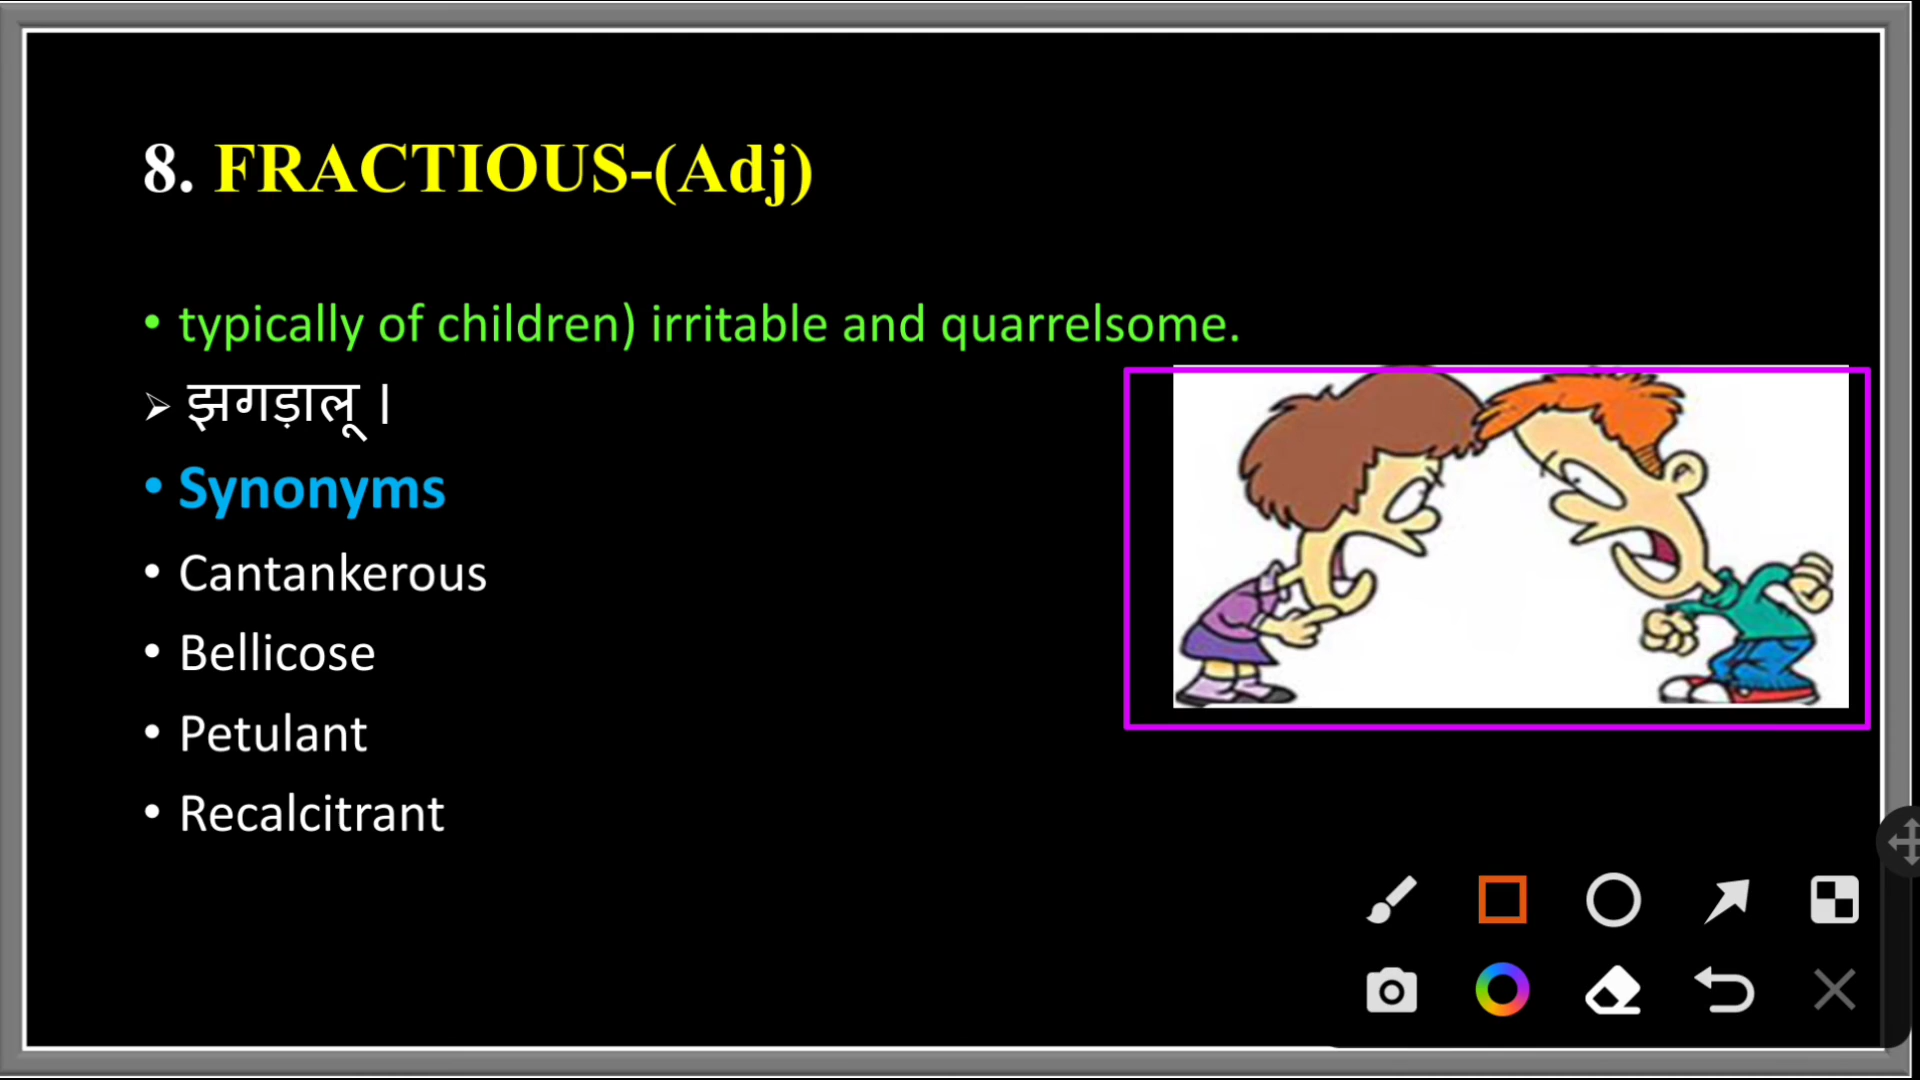 8. FRACTIOUS-(Adj)
• typically of children) irritable and quarrelsome.
➢ झगड़ालू ।
• Synonyms
• Cantankerous
• Bellicose
• Petulant
• Recalcitrant